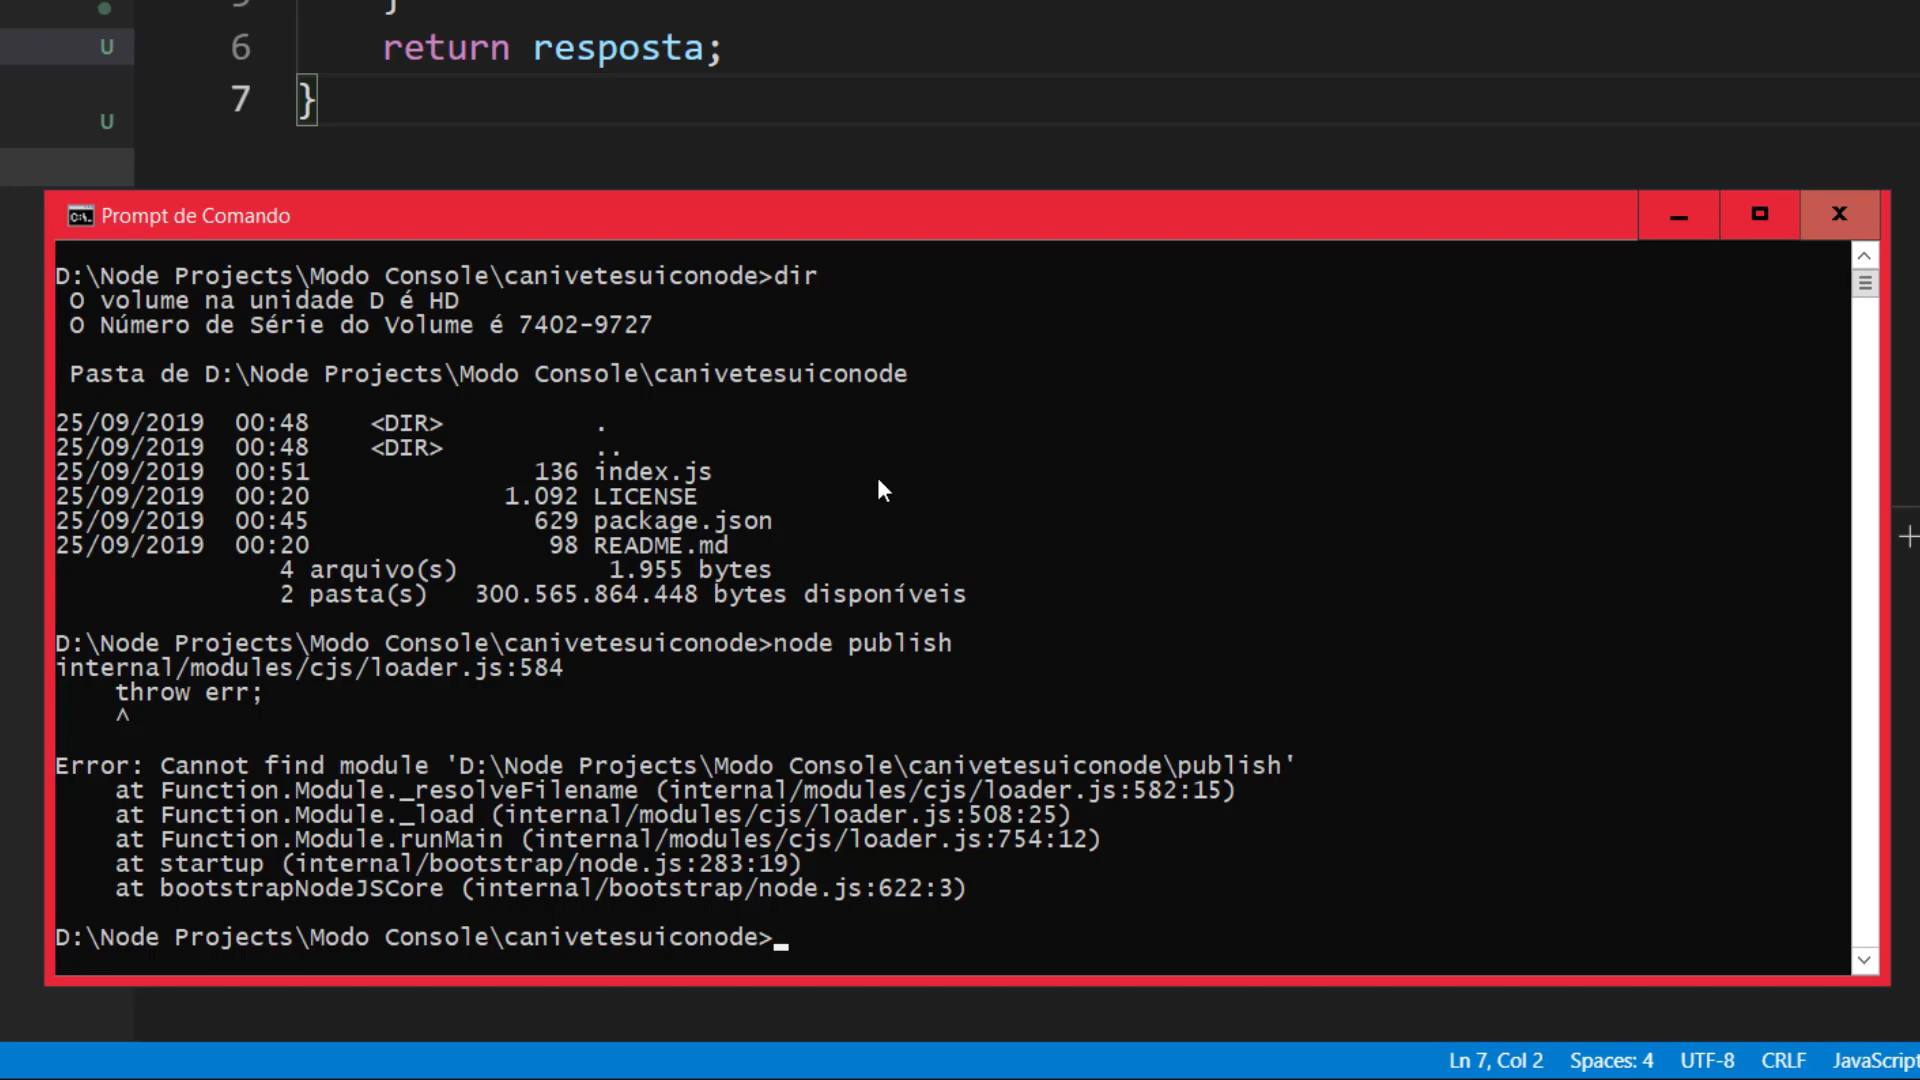 U
6 return resposta;
7 }
U
Prompt de Comando
D:\Node Projects\Modo Console\canivetesuiconode>dir
O volume na unidade D é HD
O Número de Série do Volume é 7402-9727
Pasta de D:\Node Projects\Modo Console\canivetesuiconode
25/09/2019 00:48 <DIR> .
25/09/2019 00:48 <DIR> ..
25/09/2019 00:51 136 index.js
25/09/2019 00:20 1.092 LICENSE
25/09/2019 00:45 629 package.json
25/09/2019 00:20 98 README.md
4 arquivo(s) 1.955 bytes
2 pasta(s) 300.565.864.448 bytes disponíveis
D:\Node Projects\Modo Console\canivetesuiconode>node publish
internal/modules/cjs/loader.js:584
throw err;
^
Error: Cannot find module 'D:\Node Projects\Modo Console\canivetesuiconode\publish'
at Function.Module._resolveFilename (internal/modules/cjs/loader.js:582:15)
at Function.Module._load (internal/modules/cjs/loader.js:508:25)
at Function.Module.runMain (internal/modules/cjs/loader.js:754:12)
at startup (internal/bootstrap/node.js:283:19)
at bootstrapNodeJSCore (internal/bootstrap/node.js:622:3)
D:\Node Projects\Modo Console\canivetesuiconode>
Ln 7, Col 2 Spaces: 4 UTF-8 CRLF JavaScript